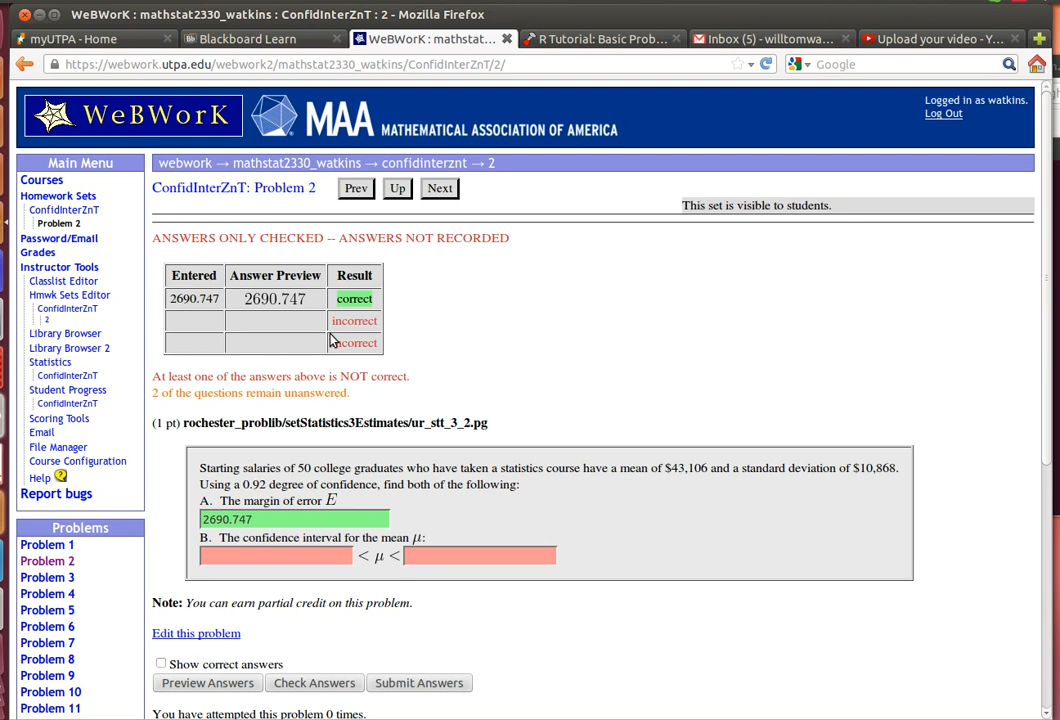 WeBWorK : mathstat2330_watkins : ConfidInterZnT : 2 - Mozilla Firefox
myUTPA - Home
Blackboard Learn
WeBWorK : mathstat...
R Tutorial: Basic Prob...
Inbox (5) - willtomwa...
Upload your video - Y...
https://webwork.utpa.edu/webwork2/mathstat2330_watkins/ConfidInterZnT/2/
Google
WeBWorK
MAA MATHEMATICAL ASSOCIATION OF AMERICA
Logged in as watkins.
Log Out
Main Menu
Courses
Homework Sets
ConfidInterZnT
Problem 2
Password/Email
Grades
Instructor Tools
Classlist Editor
Hmwk Sets Editor
ConfidInterZnT
2
Library Browser
Library Browser 2
Statistics
ConfidInterZnT
Student Progress
ConfidInterZnT
Scoring Tools
Email
File Manager
Course Configuration
Help ?
Report bugs
Problems
Problem 1
Problem 2
Problem 3
Problem 4
Problem 5
Problem 6
Problem 7
Problem 8
Problem 9
Problem 10
Problem 11
webwork → mathstat2330_watkins → confidinterznt → 2
ConfidInterZnT: Problem 2
Prev Up Next
This set is visible to students.
ANSWERS ONLY CHECKED -- ANSWERS NOT RECORDED
Entered Answer Preview Result
2690.747 2690.747 correct
incorrect
incorrect
At least one of the answers above is NOT correct.
2 of the questions remain unanswered.
(1 pt) rochester_problib/setStatistics3Estimates/ur_stt_3_2.pg
Starting salaries of 50 college graduates who have taken a statistics course have a mean of $43,106 and a standard deviation of $10,868.
Using a 0.92 degree of confidence, find both of the following:
A. The margin of error E
2690.747
B. The confidence interval for the mean μ:
< μ <
Note: You can earn partial credit on this problem.
Edit this problem
Show correct answers
Preview Answers Check Answers Submit Answers
You have attempted this problem 0 times.